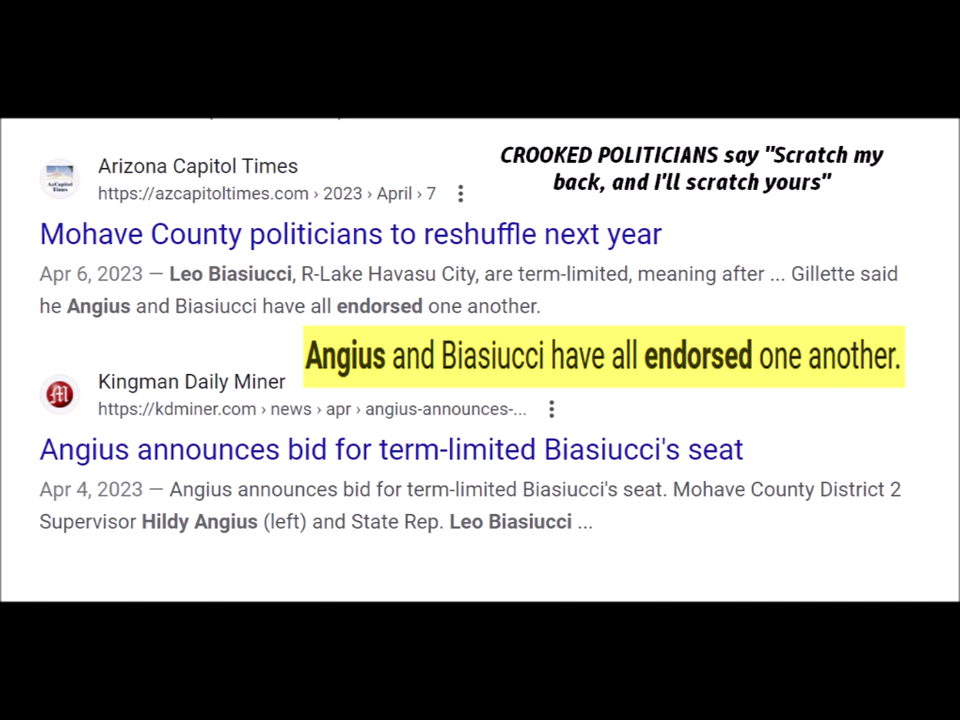 Arizona Capitol Times
https://azcapitoltimes.com › 2023 › April › 7
CROOKED POLITICIANS say "Scratch my
back, and I'll scratch yours"
AzCapitol
Times
Mohave County politicians to reshuffle next year
Apr 6, 2023 — Leo Biasiucci, R-Lake Havasu City, are term-limited, meaning after ... Gillette said
he Angius and Biasiucci have all endorsed one another.
Angius and Biasiucci have all endorsed one another.
Kingman Daily Miner
https://kdminer.com › news › apr › angius-announces-...
M
Angius announces bid for term-limited Biasiucci's seat
Apr 4, 2023 — Angius announces bid for term-limited Biasiucci's seat. Mohave County District 2
Supervisor Hildy Angius (left) and State Rep. Leo Biasiucci ...